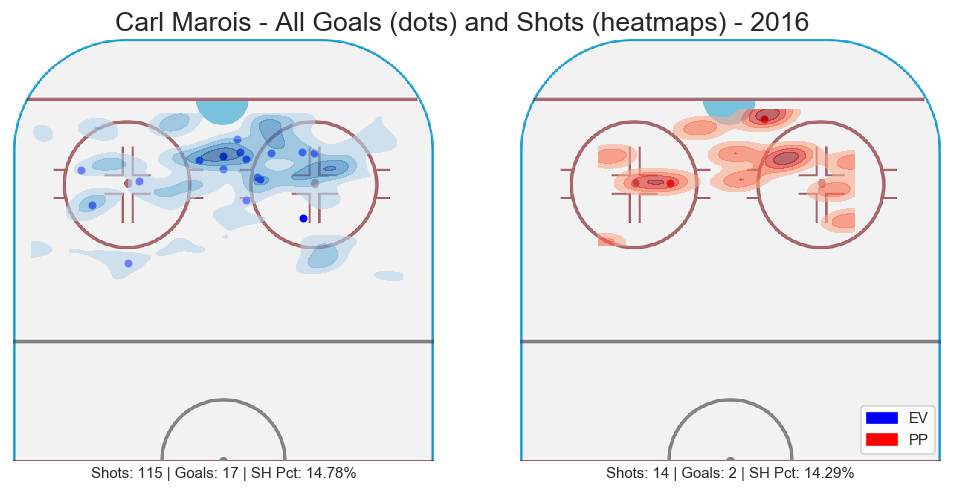 Carl Marois - All Goals (dots) and Shots (heatmaps) - 2016
EV
PP
Shots: 115 | Goals: 17 | SH Pct: 14.78%
Shots: 14 | Goals: 2 | SH Pct: 14.29%